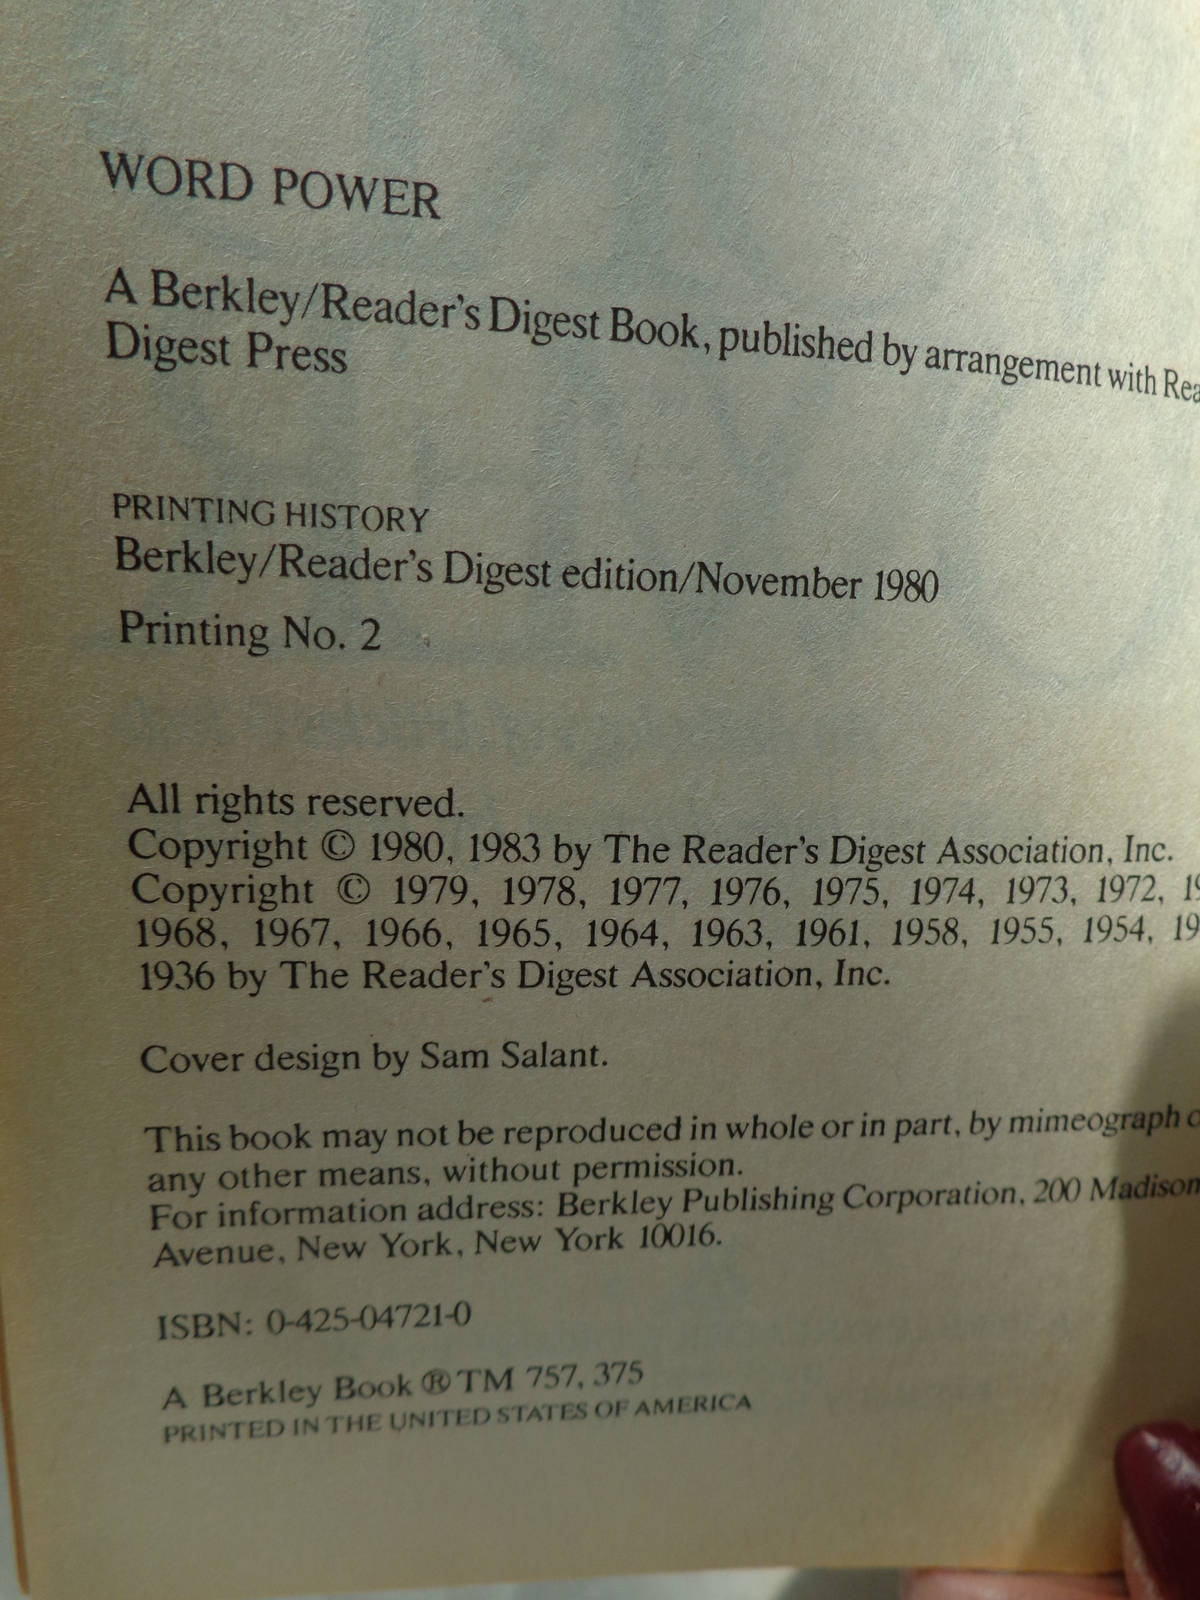 WORD POWER
A Berkley/Reader's Digest Book, published by arrangement with
Digest Press
PRINTING HISTORY
Berkley/Reader's Digest edition/November 1980
Printing No. 2
All rights reserved.
Copyright © 1980, 1983 by The Reader's Digest Association, Inc.
Copyright © 1979, 1978, 1977, 1976, 1975, 1974, 1973, 1972,
1968, 1967, 1966, 1965, 1964, 1963, 1961, 1958, 1955, 1954,
1936 by The Reader's Digest Association, Inc.
Cover design by Sam Salant.
This book may not be reproduced in whole or in part, by mimeograph
any other means, without permission.
For information address: Berkley Publishing Corporation, 200 Madison
Avenue, New York, New York 10016.
ISBN: 0-425-04721-0
A Berkley Book ® TM 757, 375
PRINTED IN THE UNITED STATES OF AMERICA